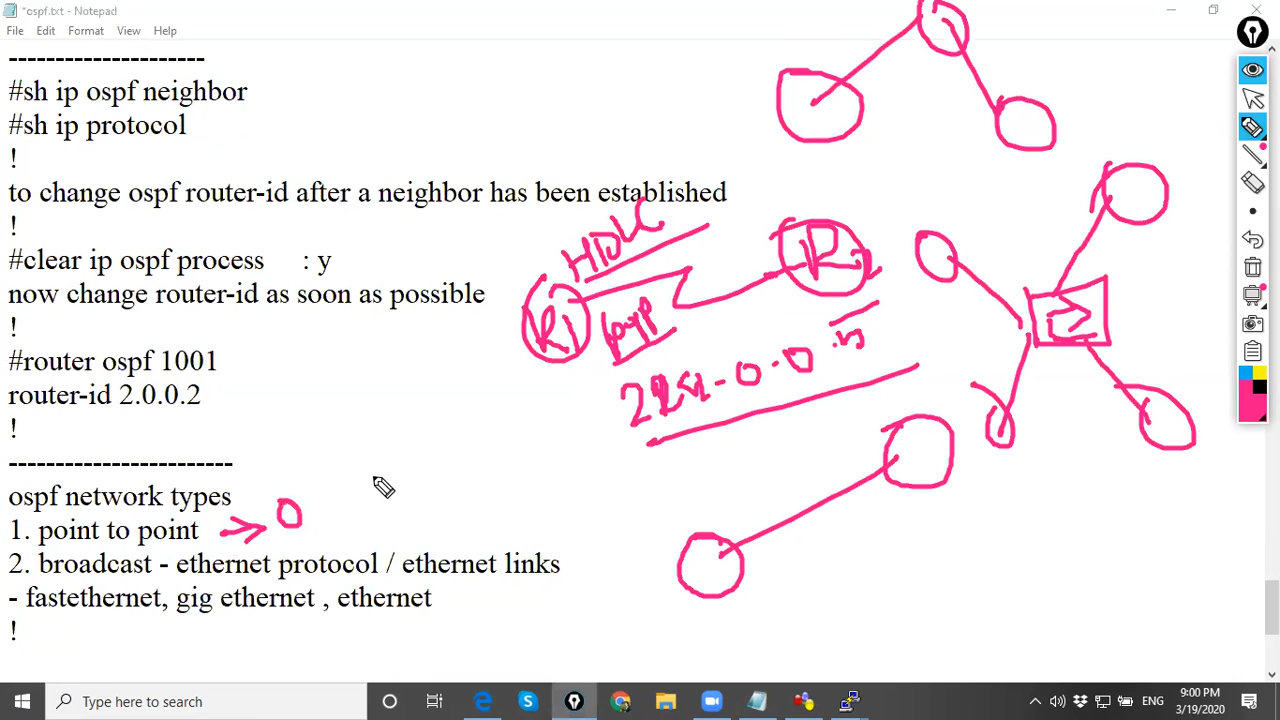 *ospf.txt - Notepad
File Edit Format View Help
--------------------
#sh ip ospf neighbor
#sh ip protocol
!
to change ospf router-id after a neighbor has been established
!
#clear ip ospf process : y
now change router-id as soon as possible
!
#router ospf 1001
router-id 2.0.0.2
!
------------------------
ospf network types
1. point to point
2. broadcast - ethernet protocol / ethernet links
- fastethernet, gig ethernet , ethernet
!
HDLC
R1
PPP
Type here to search
ENG
9:00 PM
3/19/2020